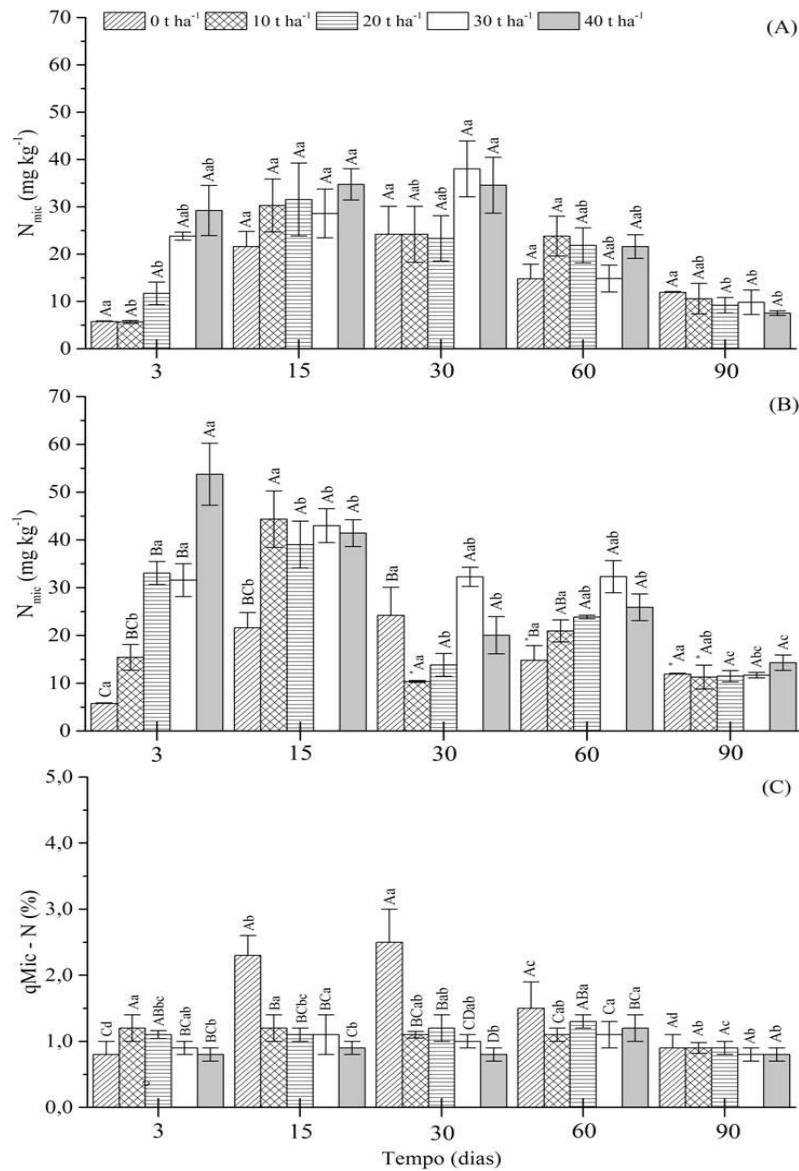 0 t ha⁻¹ 10 t ha⁻¹ 20 t ha⁻¹ 30 t ha⁻¹ 40 t ha⁻¹
(A)
N_mic (mg kg⁻¹)
70
60
50
40
30
20
10
0
Aa Ab Ab Aab Aab
Aa Aa Aa Aa Aa
Aa Aab Aab Aa Aa
Aa Aa Aab Aab Aab
Aa Aab Ab Ab Ab
3 15 30 60 90
(B)
N_mic (mg kg⁻¹)
70
60
50
40
30
20
10
0
Ca BCb Ba Ba Aa
BCb Aa Ab Ab Ab
Ba *Aa Ab Aab Ab
*Ba ABa Aab Aab Ab
*Aa *Aab Ac Abc Ac
3 15 30 60 90
(C)
qMic - N (%)
5,0
4,0
3,0
2,0
1,0
0,0
Cd Aa ABbc BCab BCb
Ab Ba BCbc BCa Cb
Aa BCab Bab CDab Db
Ac Cab ABa Ca BCa
Ad Ab Ac Ab Ab
3 15 30 60 90
Tempo (dias)